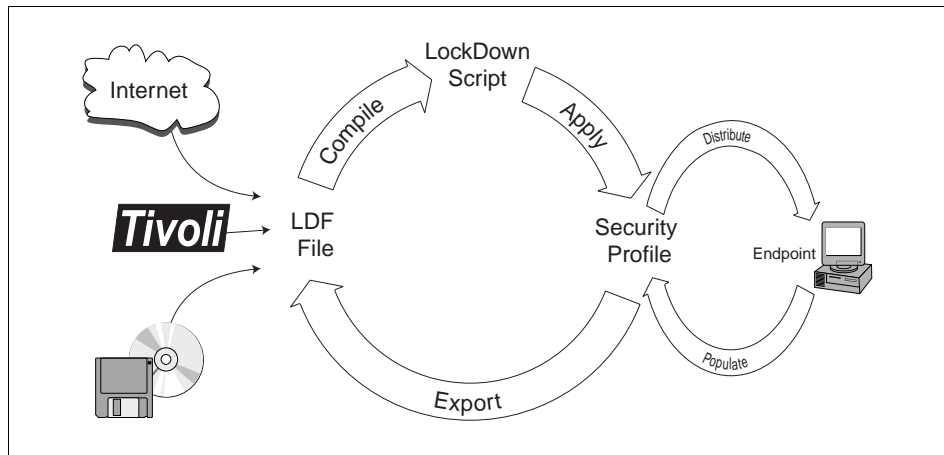 LockDown
Script
Internet
Compile
Apply
Distribute
Tivoli
LDF
File
Security
Profile
Endpoint
Populate
Export